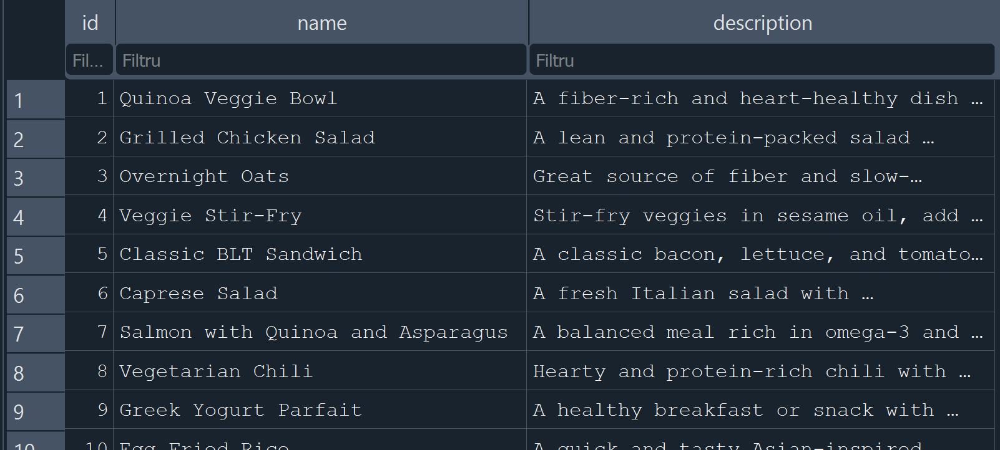 id name description
Fil... Filtru Filtru
1 1 Quinoa Veggie Bowl A fiber-rich and heart-healthy dish …
2 2 Grilled Chicken Salad A lean and protein-packed salad …
3 3 Overnight Oats Great source of fiber and slow-…
4 4 Veggie Stir-Fry Stir-fry veggies in sesame oil, add …
5 5 Classic BLT Sandwich A classic bacon, lettuce, and tomato…
6 6 Caprese Salad A fresh Italian salad with …
7 7 Salmon with Quinoa and Asparagus A balanced meal rich in omega-3 and …
8 8 Vegetarian Chili Hearty and protein-rich chili with …
9 9 Greek Yogurt Parfait A healthy breakfast or snack with …
10 10 Egg Fried Rice A quick and tasty Asian-inspired